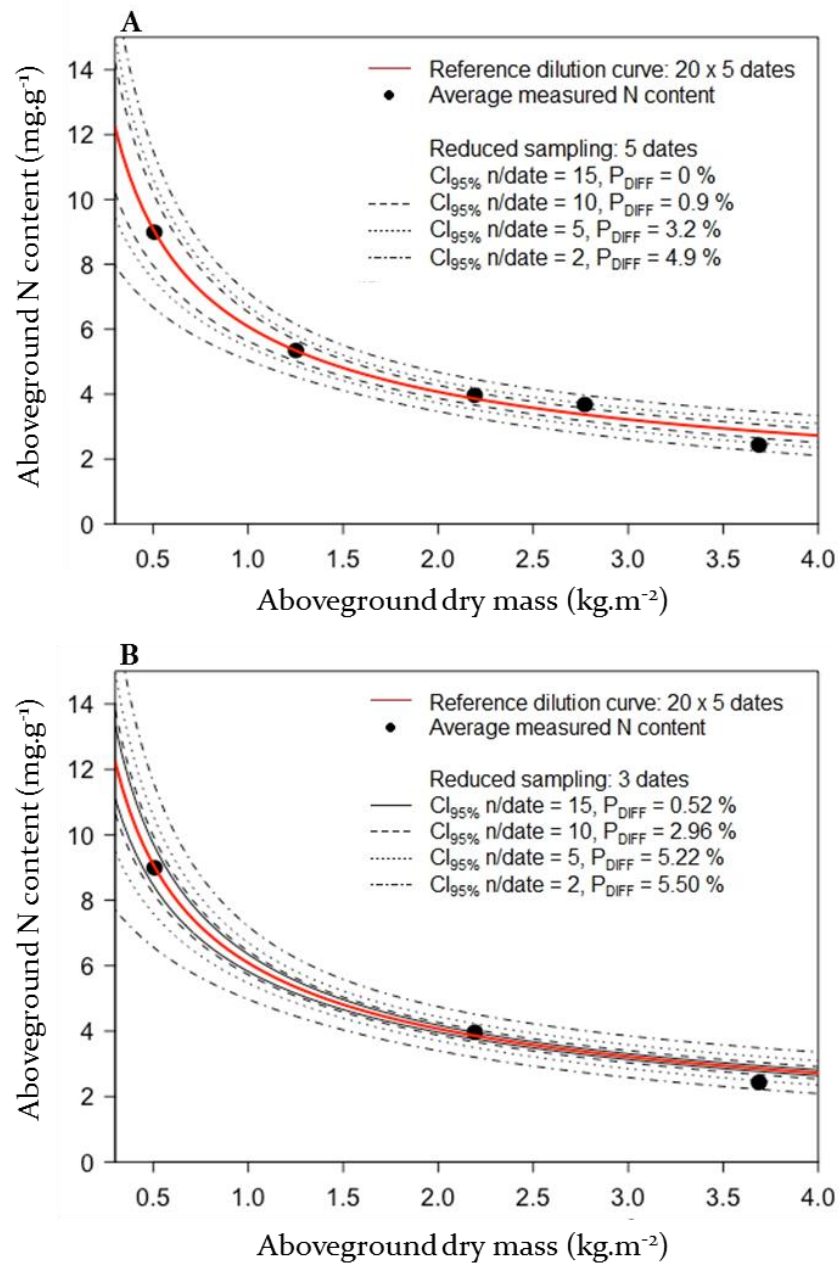 A
Aboveground N content (mg.g⁻¹)
14
12
10
8
6
4
2
0
Reference dilution curve: 20 x 5 dates
Average measured N content
Reduced sampling: 5 dates
CI95% n/date = 15, PDIFF = 0 %
CI95% n/date = 10, PDIFF = 0.9 %
CI95% n/date = 5, PDIFF = 3.2 %
CI95% n/date = 2, PDIFF = 4.9 %
0.5 1.0 1.5 2.0 2.5 3.0 3.5 4.0
Aboveground dry mass (kg.m⁻²)
B
Aboveground N content (mg.g⁻¹)
14
12
10
8
6
4
2
0
Reference dilution curve: 20 x 5 dates
Average measured N content
Reduced sampling: 3 dates
CI95% n/date = 15, PDIFF = 0.52 %
CI95% n/date = 10, PDIFF = 2.96 %
CI95% n/date = 5, PDIFF = 5.22 %
CI95% n/date = 2, PDIFF = 5.50 %
0.5 1.0 1.5 2.0 2.5 3.0 3.5 4.0
Aboveground dry mass (kg.m⁻²)